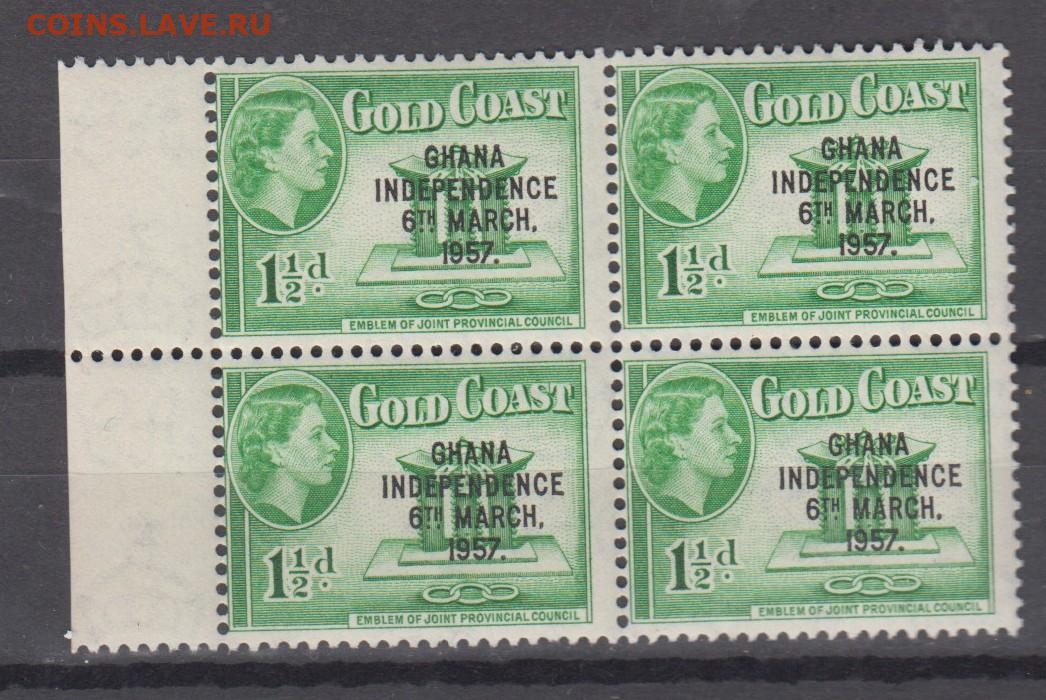 COINS.LAVE.RU
GOLD COAST
GHANA
INDEPENDENCE
6TH MARCH,
1957.
1½d.
EMBLEM OF JOINT PROVINCIAL COUNCIL
GOLD COAST
GHANA
INDEPENDENCE
6TH MARCH,
1957.
1½d.
EMBLEM OF JOINT PROVINCIAL COUNCIL
GOLD COAST
GHANA
INDEPENDENCE
6TH MARCH,
1957.
1½d.
EMBLEM OF JOINT PROVINCIAL COUNCIL
GOLD COAST
GHANA
INDEPENDENCE
6TH MARCH,
1957.
1½d.
EMBLEM OF JOINT PROVINCIAL COUNCIL